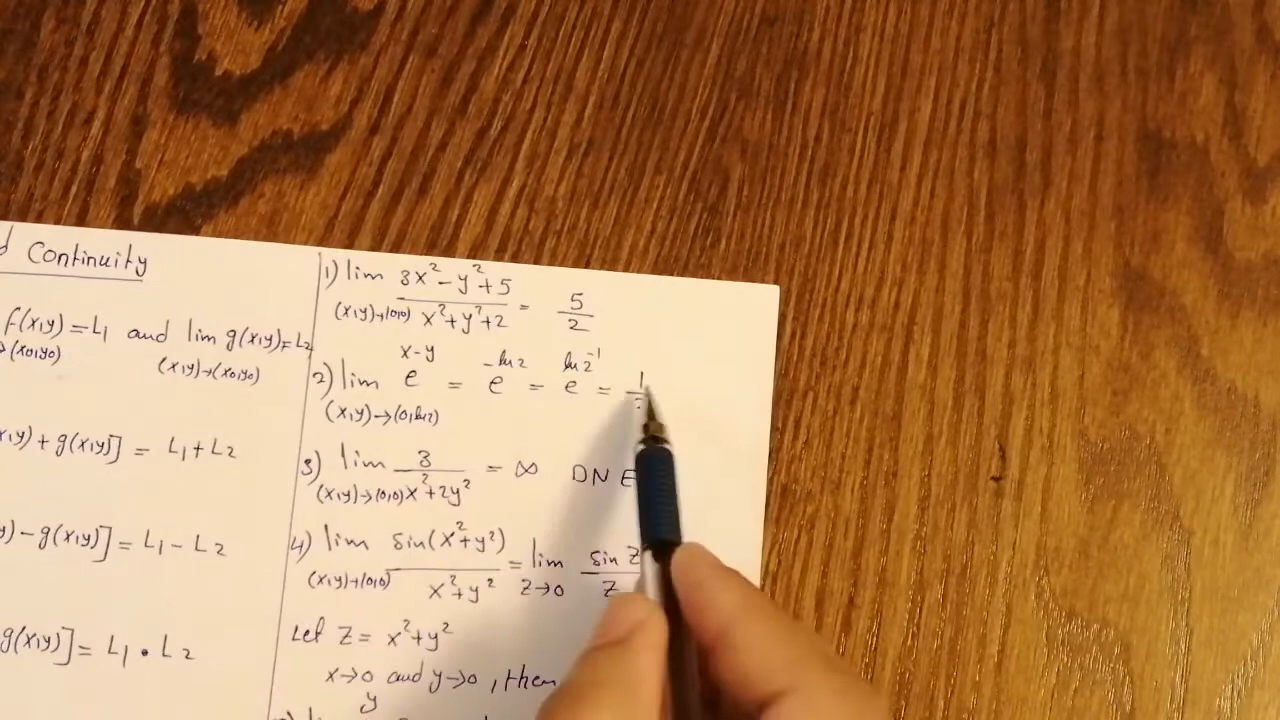 Continuity
f(x,y) = L₁ and lim g(x,y) = L₂
→(x₀,y₀) (x,y)→(x₀,y₀)
x,y) + g(x,y)] = L₁ + L₂
y) - g(x,y)] = L₁ - L₂
g(x,y)] = L₁ • L₂
1) lim 3x² - y² + 5 / x² + y² + 2 = 5/2
(x,y)→(0,0)
2) lim e^(x-y) = e^(-ln2) = e^(ln2⁻¹) = 1
(x,y)→(0,ln2)
3) lim 3 / x² + 2y² = ∞ DNE
(x,y)→(0,0)
4) lim sin(x² + y²) / x² + y² = lim sin z / z
(x,y)→(0,0) z→0
Let z = x² + y²
x→0 and y→0, then
y